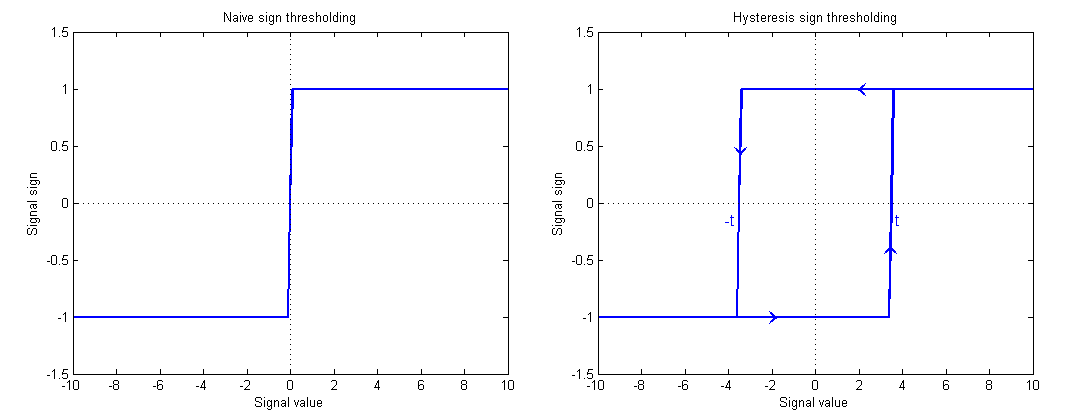 Naive sign thresholding
1.5
1
0.5
0
-0.5
-1
-1.5
Signal sign
-10 -8 -6 -4 -2 0 2 4 6 8 10
Signal value
Hysteresis sign thresholding
1.5
1
0.5
0
-0.5
-1
-1.5
Signal sign
-t
t
-10 -8 -6 -4 -2 0 2 4 6 8 10
Signal value